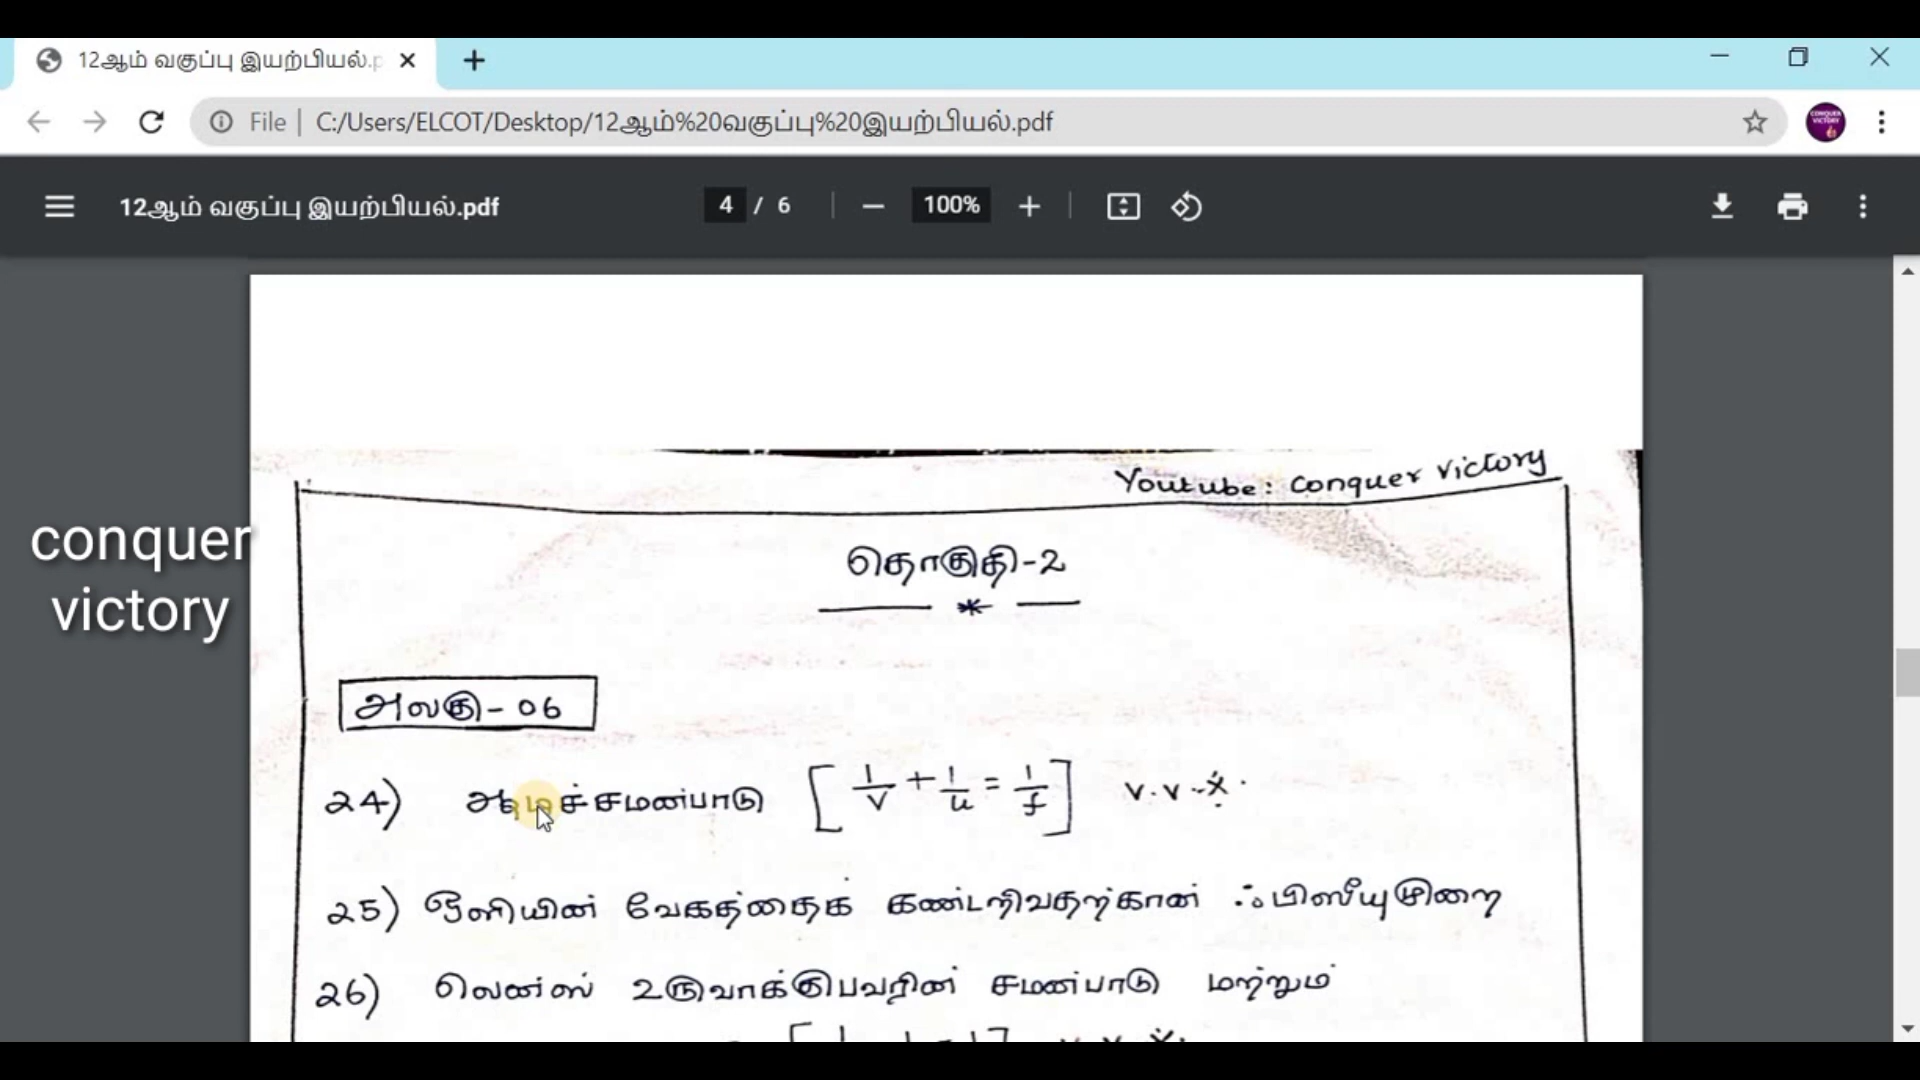 12ஆம் வகுப்பு இயற்பியல்.p
File | C:/Users/ELCOT/Desktop/12ஆம்%20வகுப்பு%20இயற்பியல்.pdf
12ஆம் வகுப்பு இயற்பியல்.pdf
4 / 6
100%
Youtube: Conquer Victory
conquer
victory
தொகுதி-2
அலகு-06
24) ஆடிச்சமன்பாடு [1/v + 1/u = 1/f] v.v.
25) ஒளியின் வேகத்தைக் கண்டறிவதற்கான ஃபிஸீயுமுறை
26) லென்ஸ் உருவாக்குபவரின் சமன்பாடு மற்றும்